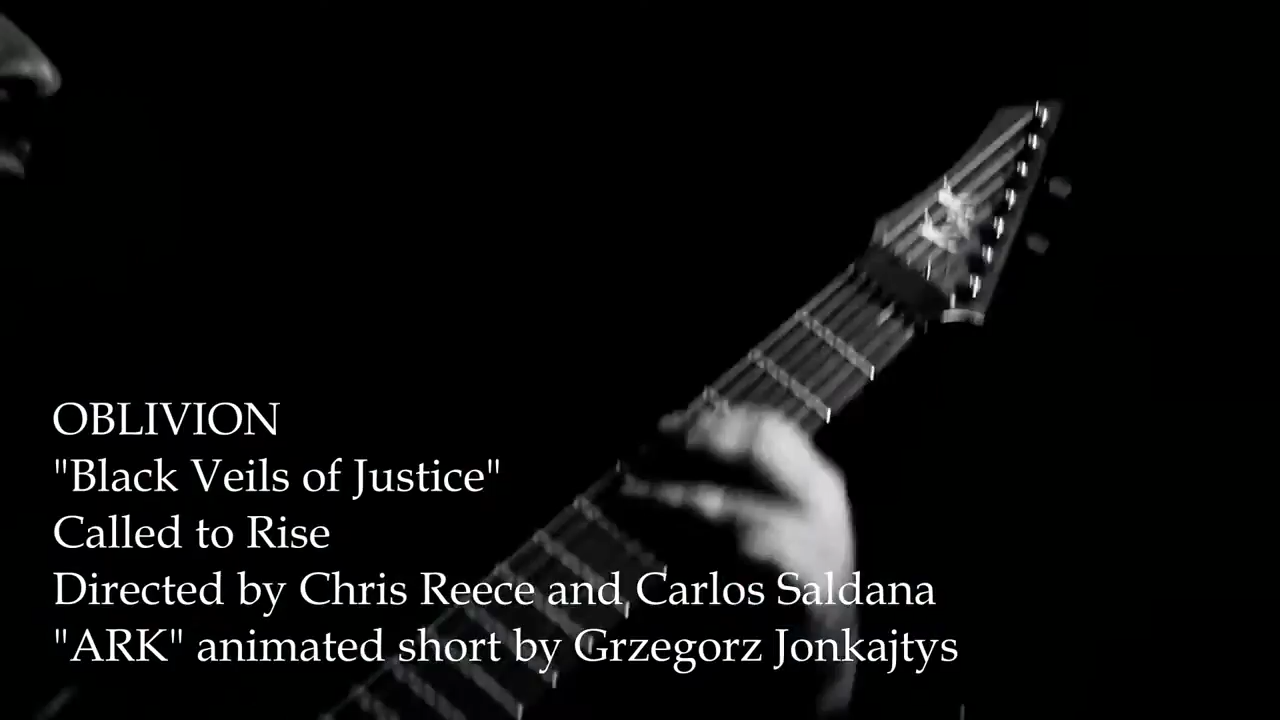 OBLIVION
"Black Veils of Justice"
Called to Rise
Directed by Chris Reece and Carlos Saldana
"ARK" animated short by Grzegorz Jonkajtys